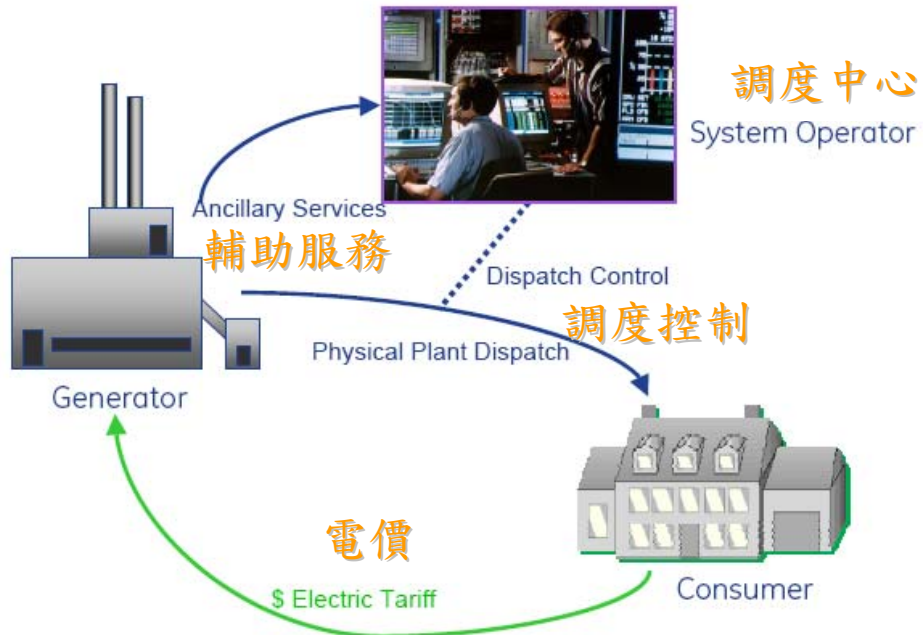 調度中心
System Operator
Ancillary Services
輔助服務
Dispatch Control
調度控制
Physical Plant Dispatch
Generator
電價
$ Electric Tariff
Consumer